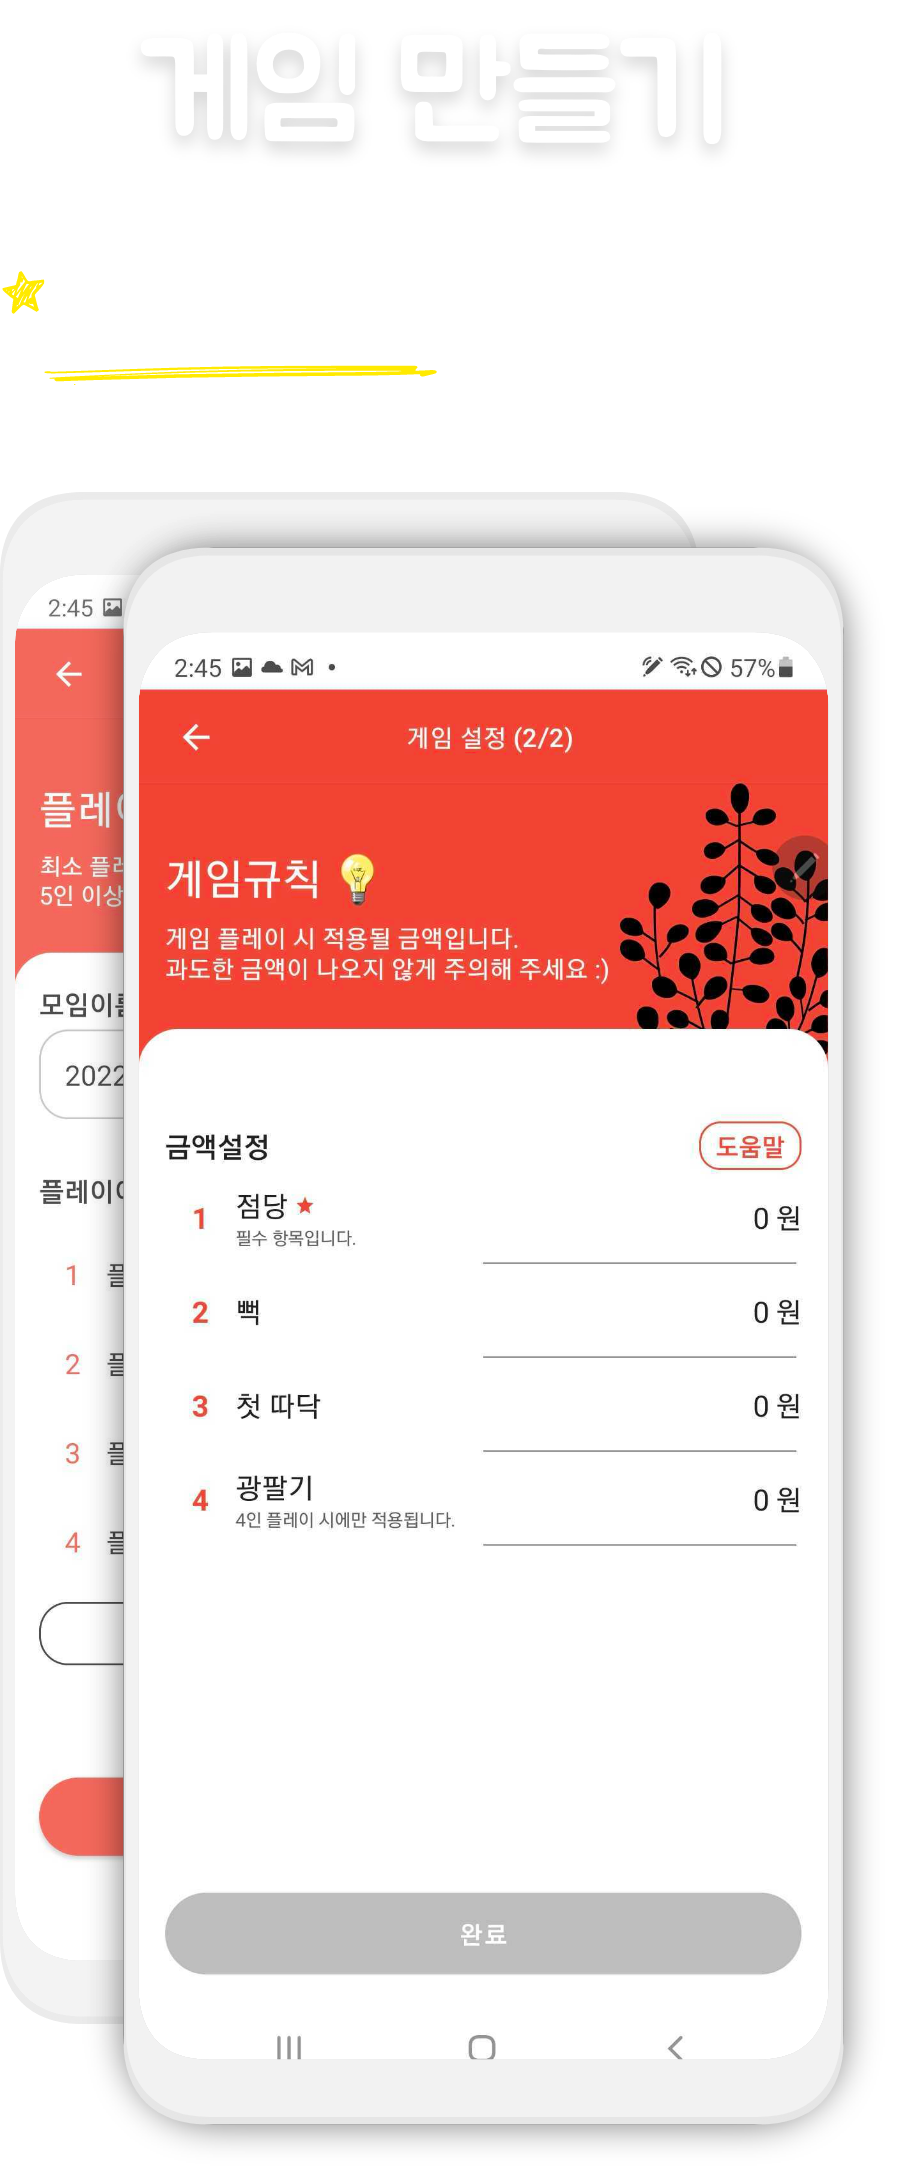 게임 만들기
2:45
플레이
최소 플레
5인 이상
모임이름
2022
플레이어
1 플
2 플
3 플
4 플
2:45 57%
게임 설정 (2/2)
게임규칙 💡
게임 플레이 시 적용될 금액입니다.
과도한 금액이 나오지 않게 주의해 주세요 :)
금액설정 도움말
1 점당 ★ 0 원
필수 항목입니다.
2 뻑 0 원
3 첫 따닥 0 원
4 광팔기 0 원
4인 플레이 시에만 적용됩니다.
완료